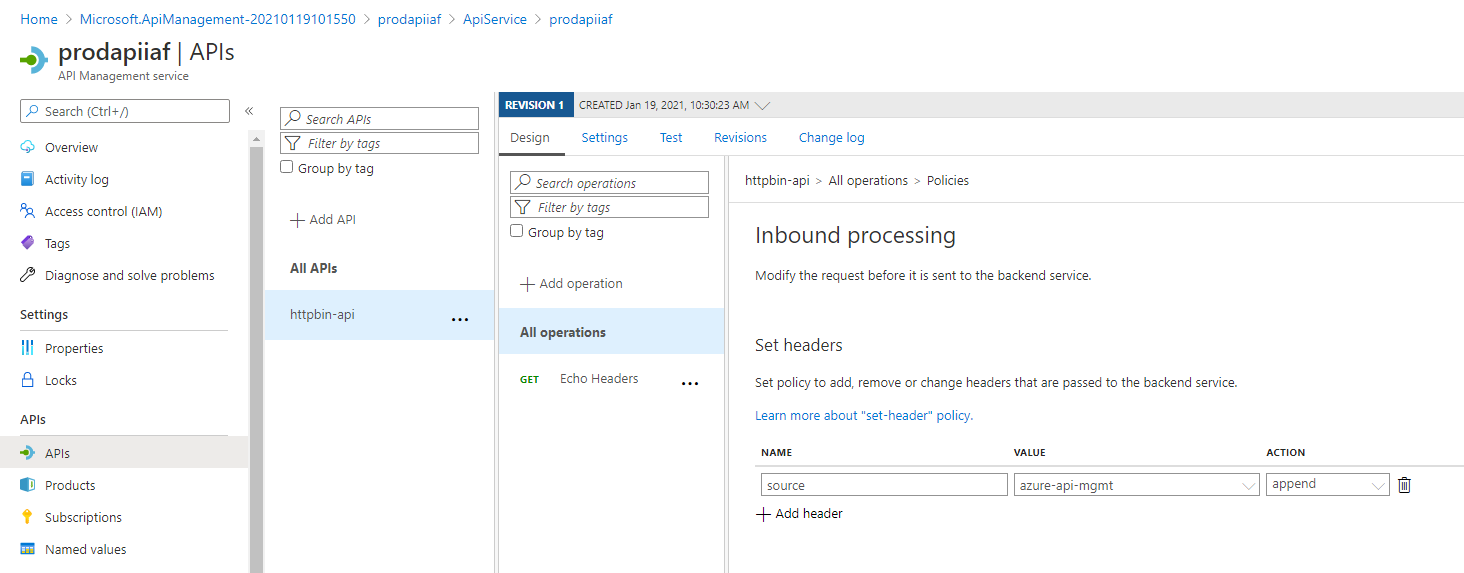 Home > Microsoft.ApiManagement-20210119101550 > prodapiiaf > ApiService > prodapiiaf
prodapiiaf | APIs
API Management service
Search (Ctrl+/)
«
Overview
Activity log
Access control (IAM)
Tags
Diagnose and solve problems
Settings
Properties
Locks
APIs
APIs
Products
Subscriptions
Named values
Search APIs
Filter by tags
Group by tag
+ Add API
All APIs
httpbin-api ...
REVISION 1 CREATED Jan 19, 2021, 10:30:23 AM
Design Settings Test Revisions Change log
Search operations
Filter by tags
Group by tag
+ Add operation
All operations
GET Echo Headers ...
httpbin-api > All operations > Policies
Inbound processing
Modify the request before it is sent to the backend service.
Set headers
Set policy to add, remove or change headers that are passed to the backend service.
Learn more about "set-header" policy.
NAME VALUE ACTION
source azure-api-mgmt append
+ Add header